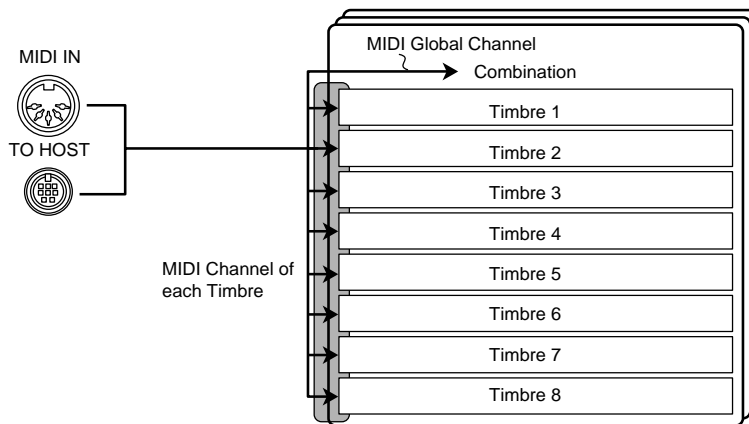 MIDI Global Channel
MIDI IN
Combination
Timbre 1
TO HOST
Timbre 2
Timbre 3
Timbre 4
MIDI Channel of
each Timbre
Timbre 5
Timbre 6
Timbre 7
Timbre 8